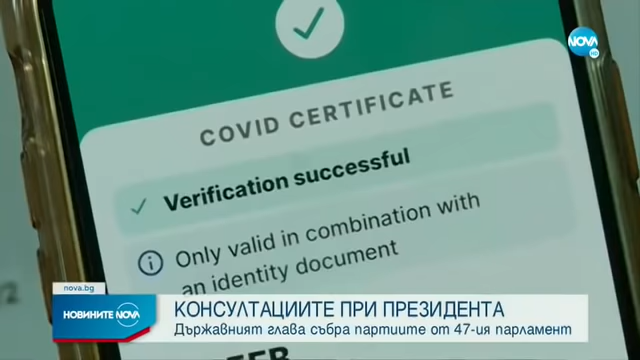 NOVA
HD
COVID CERTIFICATE
Verification successful
Only valid in combination with
an identity document
nova.bg
НОВИНИТЕ NOVA
КОНСУЛТАЦИИТЕ ПРИ ПРЕЗИДЕНТА
Държавният глава събра партиите от 47-ия парламент